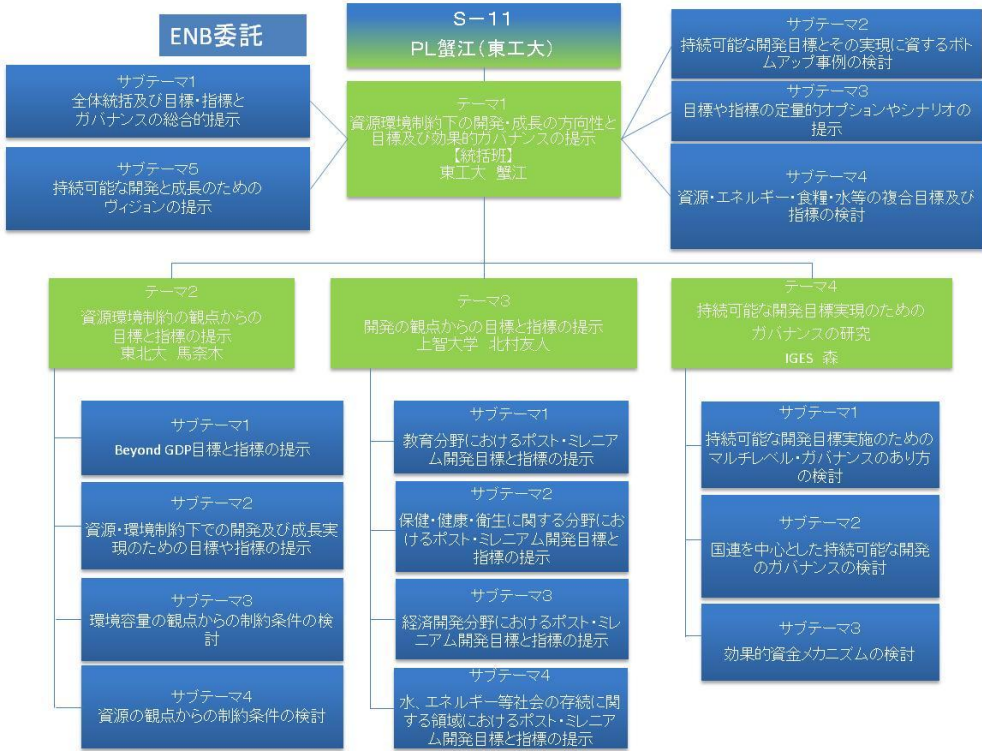 ENB委託
S-11
PL蟹江(東工大)
サブテーマ1
全体統括及び目標・指標と
ガバナンスの総合的提示
サブテーマ5
持続可能な開発と成長のための
ヴィジョンの提示
テーマ1
資源環境制約下の開発・成長の方向性と
目標及び効果的ガバナンスの提示
【統括班】
東工大 蟹江
サブテーマ2
持続可能な開発目標とその実現に資するボト
ムアップ事例の検討
サブテーマ3
目標や指標の定量的オプションやシナリオの
提示
サブテーマ4
資源・エネルギー・食糧・水等の複合目標及び
指標の検討
テーマ2
資源環境制約の観点からの
目標と指標の提示
東北大 馬奈木
サブテーマ1
Beyond GDP目標と指標の提示
サブテーマ2
資源・環境制約下での開発及び成長実
現のための目標や指標の提示
サブテーマ3
環境容量の観点からの制約条件の検
討
サブテーマ4
資源の観点からの制約条件の検討
テーマ3
開発の観点からの目標と指標の提示
上智大学 北村友人
サブテーマ1
教育分野におけるポスト・ミレニア
ム開発目標と指標の提示
サブテーマ2
保健・健康・衛生に関する分野にお
けるポスト・ミレニアム開発目標と
指標の提示
サブテーマ3
経済開発分野におけるポスト・ミレ
ニアム開発目標と指標の提示
サブテーマ4
水、エネルギー等社会の存続に関
する領域におけるポスト・ミレニア
ム開発目標と指標の提示
テーマ4
持続可能な開発目標実現のための
ガバナンスの研究
IGES 森
サブテーマ1
持続可能な開発目標実施のための
マルチレベル・ガバナンスのあり方
の検討
サブテーマ2
国連を中心とした持続可能な開発
のガバナンスの検討
サブテーマ3
効果的資金メカニズムの検討